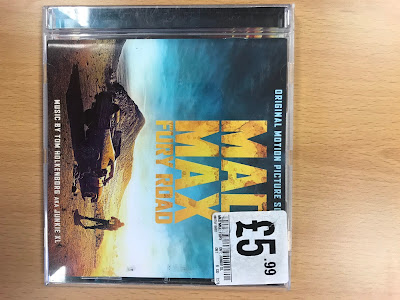 ORIGINAL MOTION PICTURE
MAD
MAX
FURY ROAD
MUSIC BY TOM HOLKENBORG AKA JUNKIE XL
£5.99